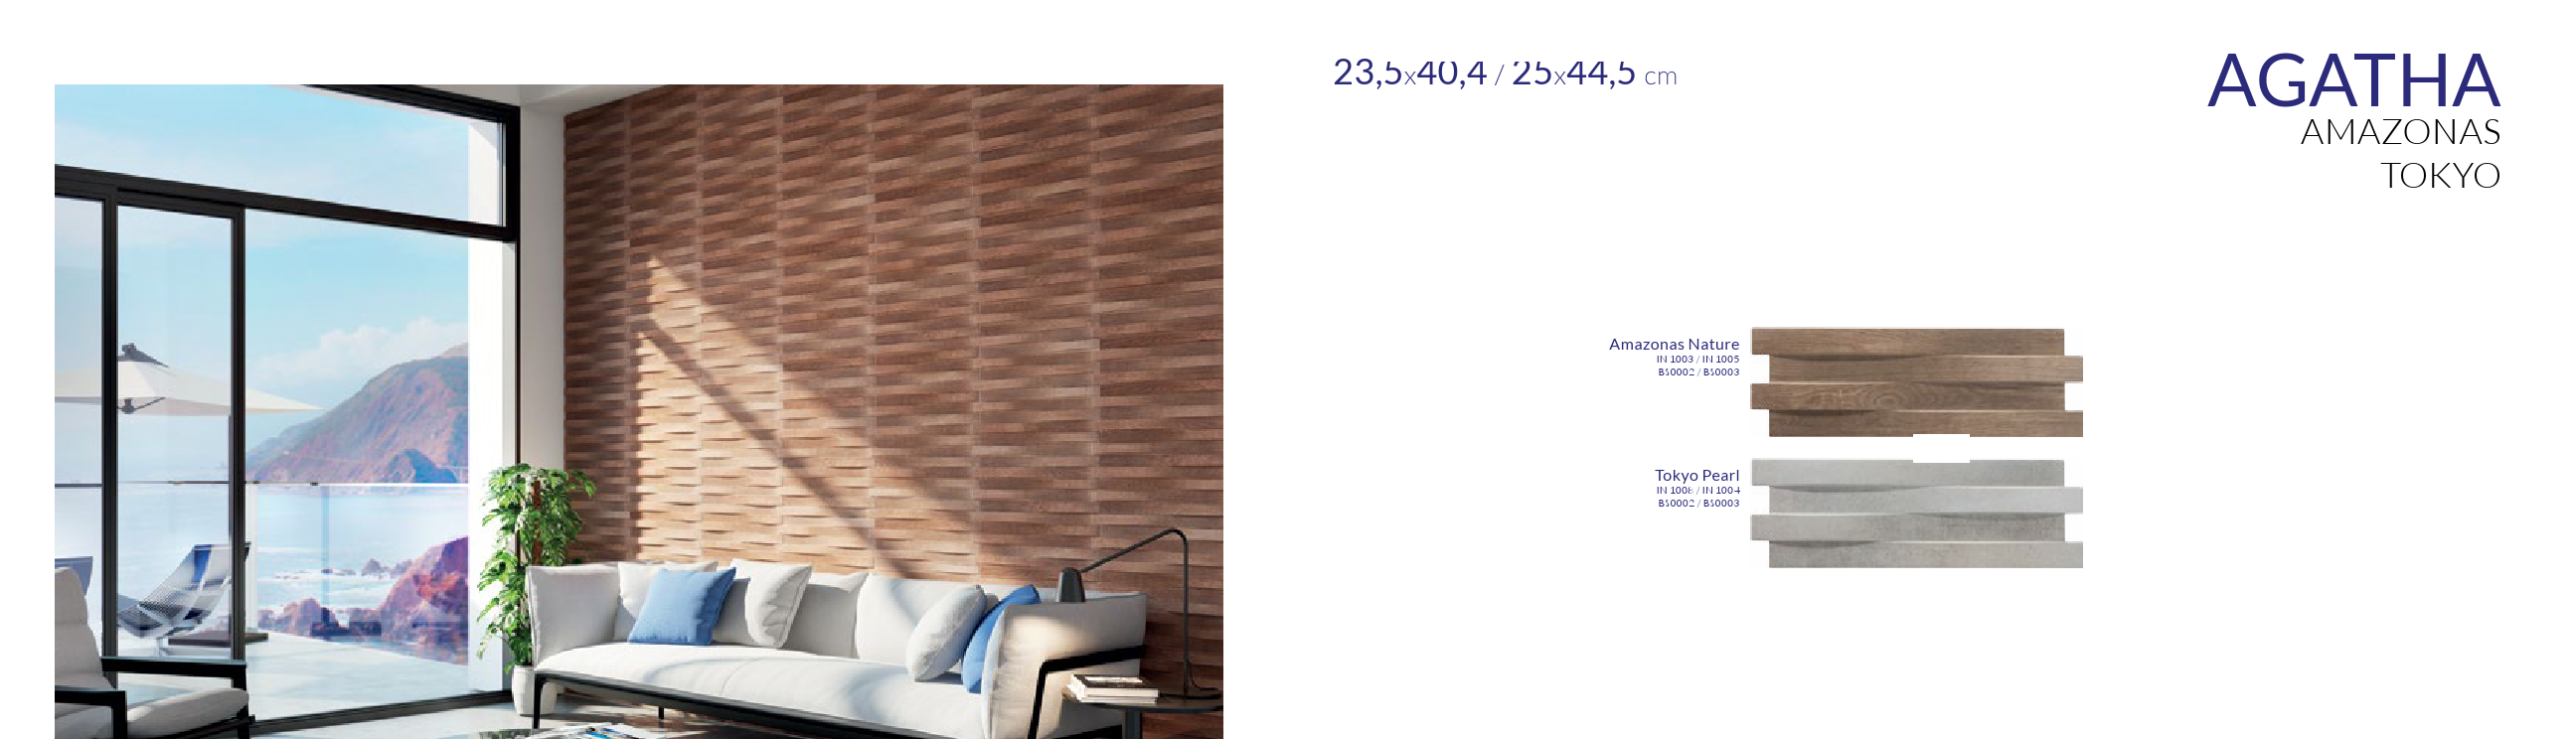 23,5x40,4 / 25x44,5 cm
AGATHA
AMAZONAS
TOKYO
Amazonas Nature
IN 1003 / IN 1005
BS0002 / BS0003
Tokyo Pearl
IN 1008 / IN 1004
BS0002 / BS0003